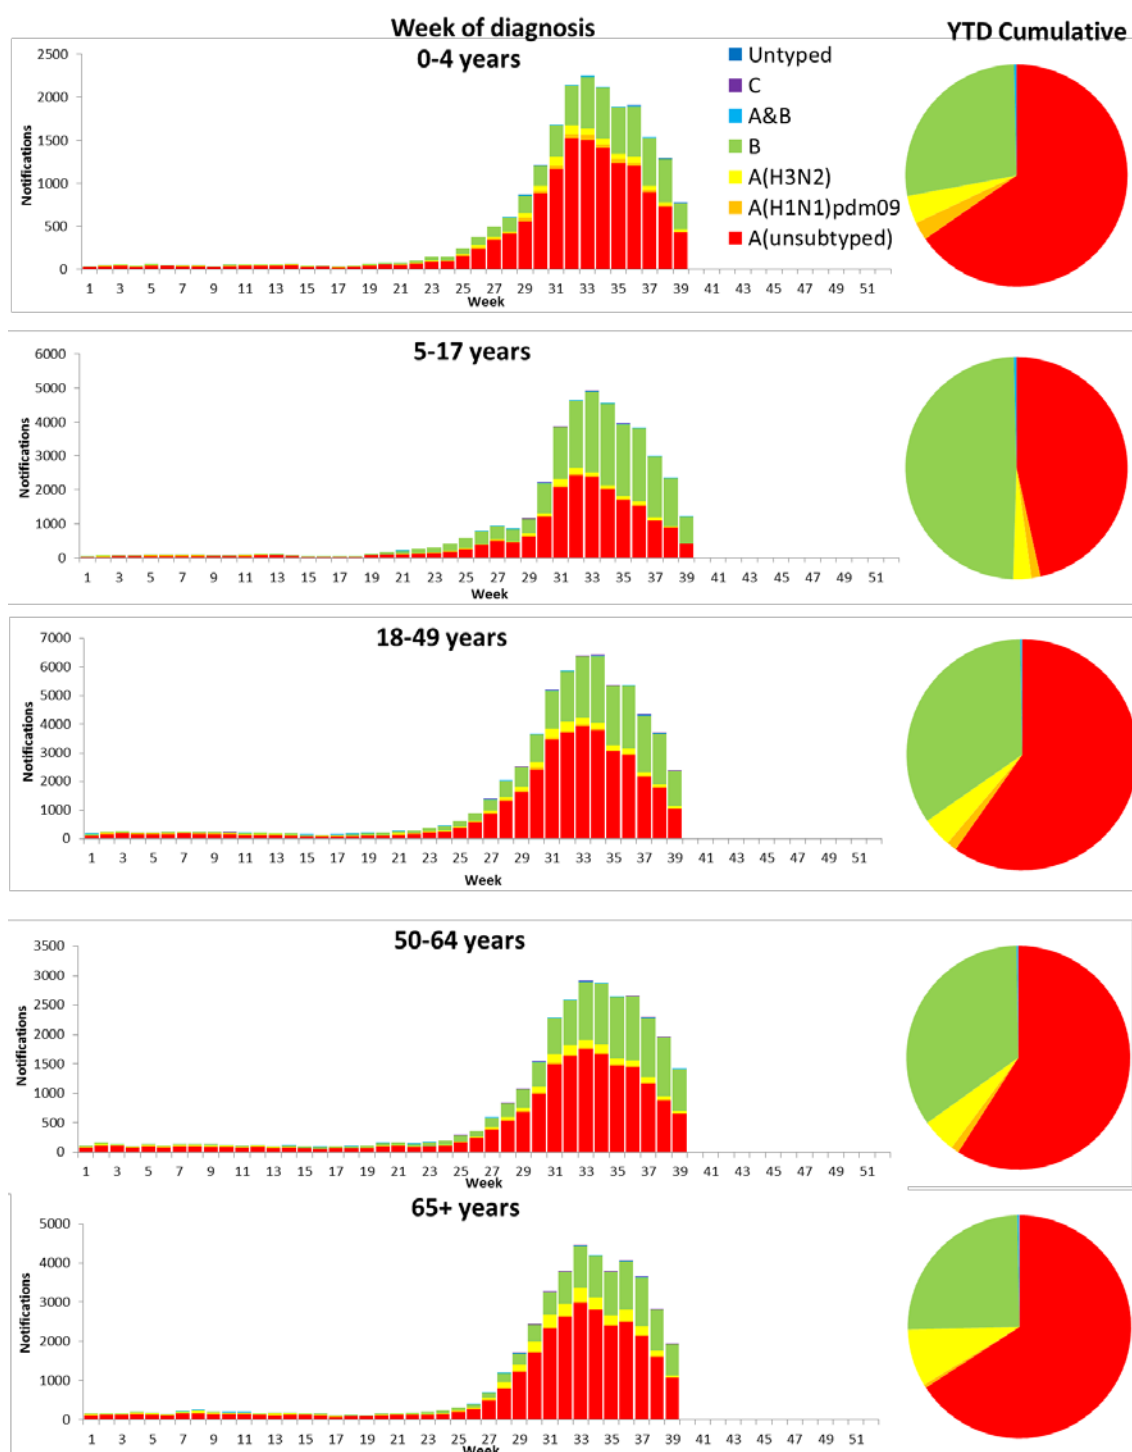 Week of diagnosis
YTD Cumulative
0-4 years
Untyped
C
A&B
B
A(H3N2)
A(H1N1)pdm09
A(unsubtyped)
Notifications
2500
2000
1500
1000
500
0
1 3 5 7 9 11 13 15 17 19 21 23 25 27 29 31 33 35 37 39 41 43 45 47 49 51
Week
5-17 years
Notifications
6000
5000
4000
3000
2000
1000
0
1 3 5 7 9 11 13 15 17 19 21 23 25 27 29 31 33 35 37 39 41 43 45 47 49 51
Week
18-49 years
Notifications
7000
6000
5000
4000
3000
2000
1000
0
1 3 5 7 9 11 13 15 17 19 21 23 25 27 29 31 33 35 37 39 41 43 45 47 49 51
Week
50-64 years
Notifications
3500
3000
2500
2000
1500
1000
500
0
1 3 5 7 9 11 13 15 17 19 21 23 25 27 29 31 33 35 37 39 41 43 45 47 49 51
Week
65+ years
Notifications
5000
4000
3000
2000
1000
0
1 3 5 7 9 11 13 15 17 19 21 23 25 27 29 31 33 35 37 39 41 43 45 47 49 51
Week